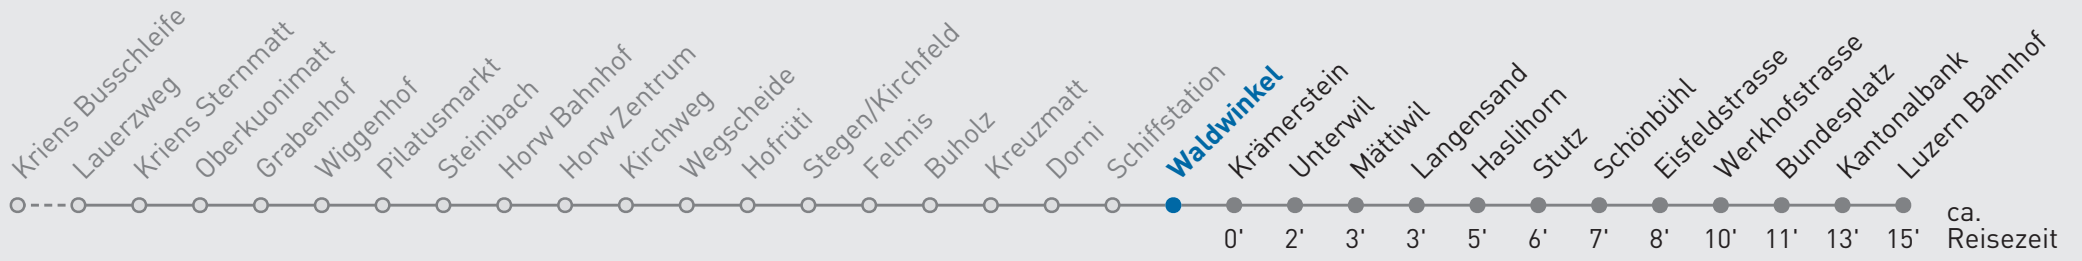 Kriens Busschleife
Lauerzweg
Kriens Sternmatt
Oberkuonimatt
Grabenhof
Wiggenhof
Pilatusmarkt
Steinibach
Horw Bahnhof
Horw Zentrum
Kirchweg
Wegscheide
Hofrüti
Stegen/Kirchfeld
Felmis
Buholz
Kreuzmatt
Dorni
Schiffstation
Waldwinkel
Krämerstein
Unterwil
Mättiwil
Langensand
Haslihorn
Stutz
Schönbühl
Eisfeldstrasse
Werkhofstrasse
Bundesplatz
Kantonalbank
Luzern Bahnhof
0' 2' 3' 3' 5' 6' 7' 8' 10' 11' 13' 15'
ca.
Reisezeit